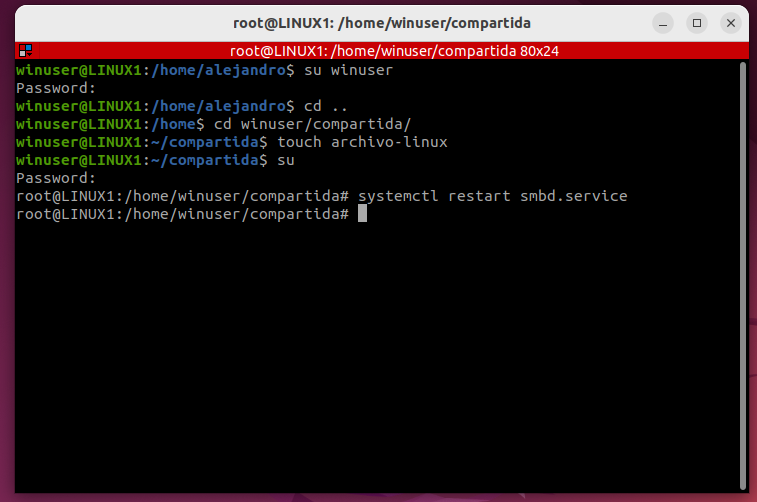 root@LINUX1: /home/winuser/compartida
root@LINUX1: /home/winuser/compartida 80x24
winuser@LINUX1:/home/alejandro$ su winuser
Password:
winuser@LINUX1:/home/alejandro$ cd ..
winuser@LINUX1:/home$ cd winuser/compartida/
winuser@LINUX1:~/compartida$ touch archivo-linux
winuser@LINUX1:~/compartida$ su
Password:
root@LINUX1:/home/winuser/compartida# systemctl restart smbd.service
root@LINUX1:/home/winuser/compartida#